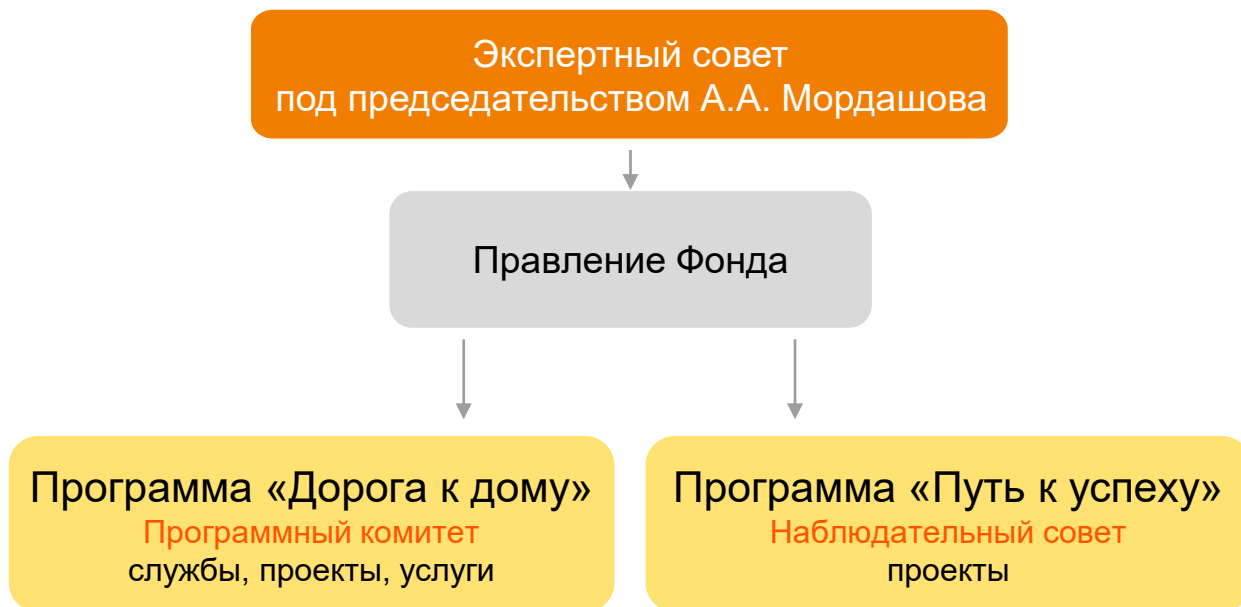 Экспертный совет
под председательством А.А. Мордашова
Правление Фонда
Программа «Дорога к дому»
Программный комитет
службы, проекты, услуги
Программа «Путь к успеху»
Наблюдательный совет
проекты